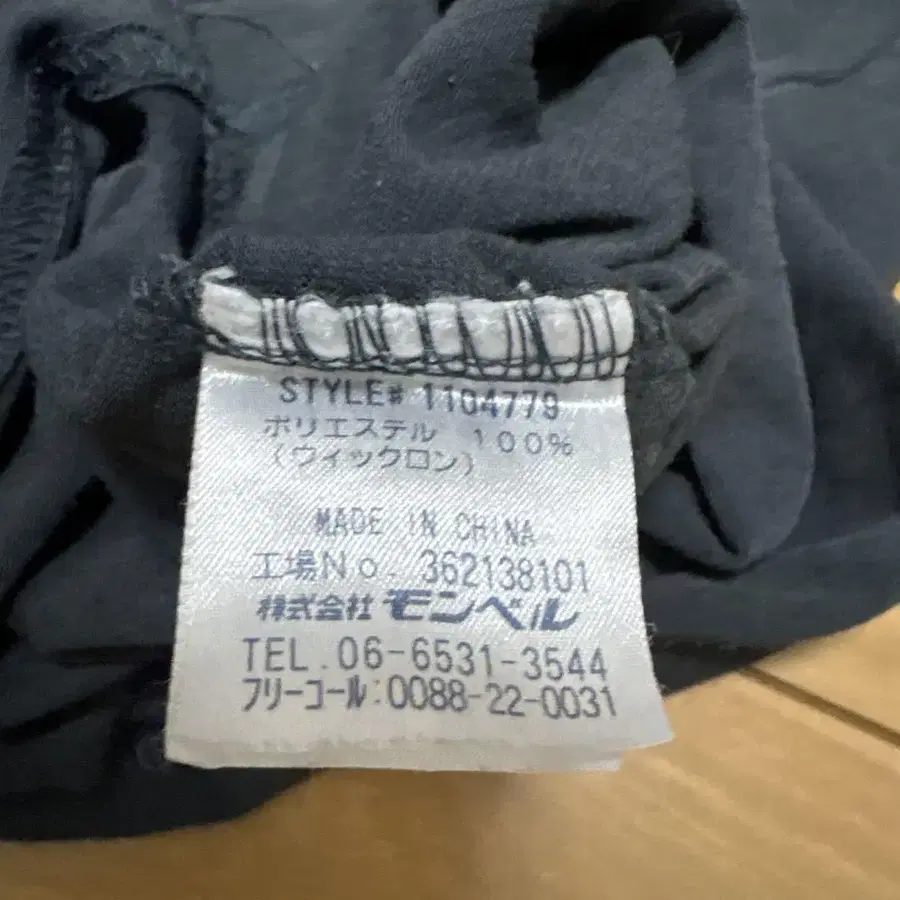 STYLE# 1104779
ポリエステル 100%
(ウィックロン)
MADE IN CHINA
工場No. 362138101
株式会社 モンベル
TEL.06-6531-3544
フリーコール:0088-22-0031